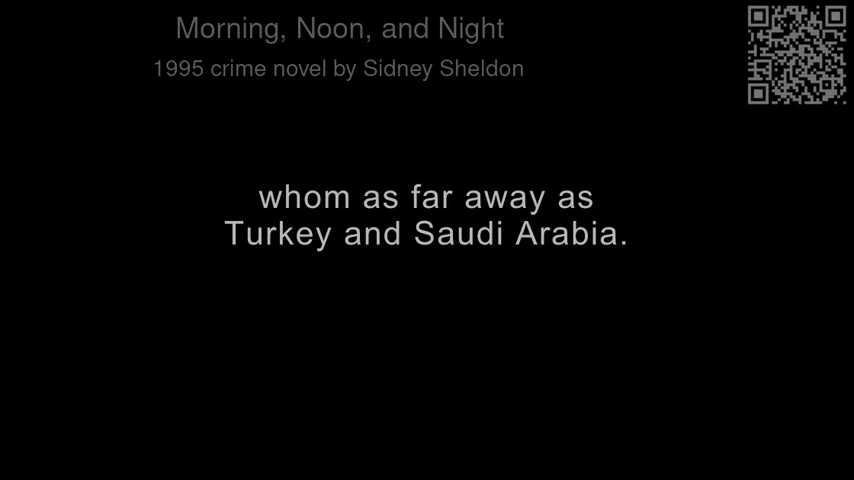 Morning, Noon, and Night
1995 crime novel by Sidney Sheldon
whom as far away as
Turkey and Saudi Arabia.